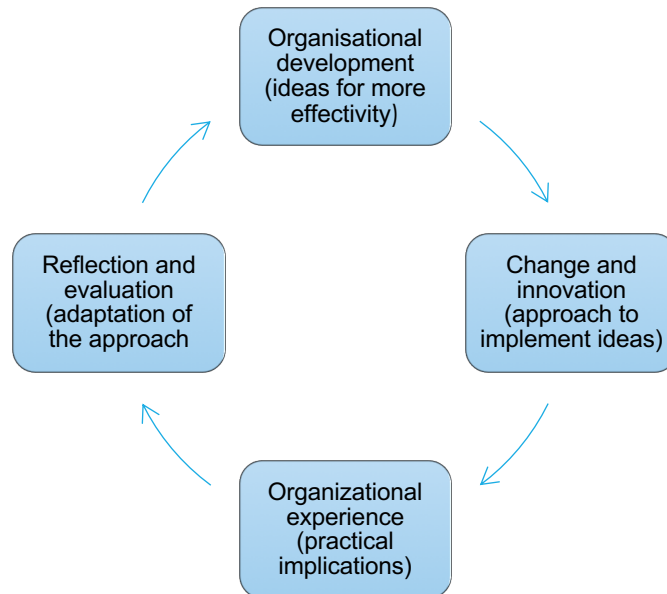 Organisational
development
(ideas for more
effectivity)
Change and
innovation
(approach to
implement ideas)
Organizational
experience
(practical
implications)
Reflection and
evaluation
(adaptation of
the approach